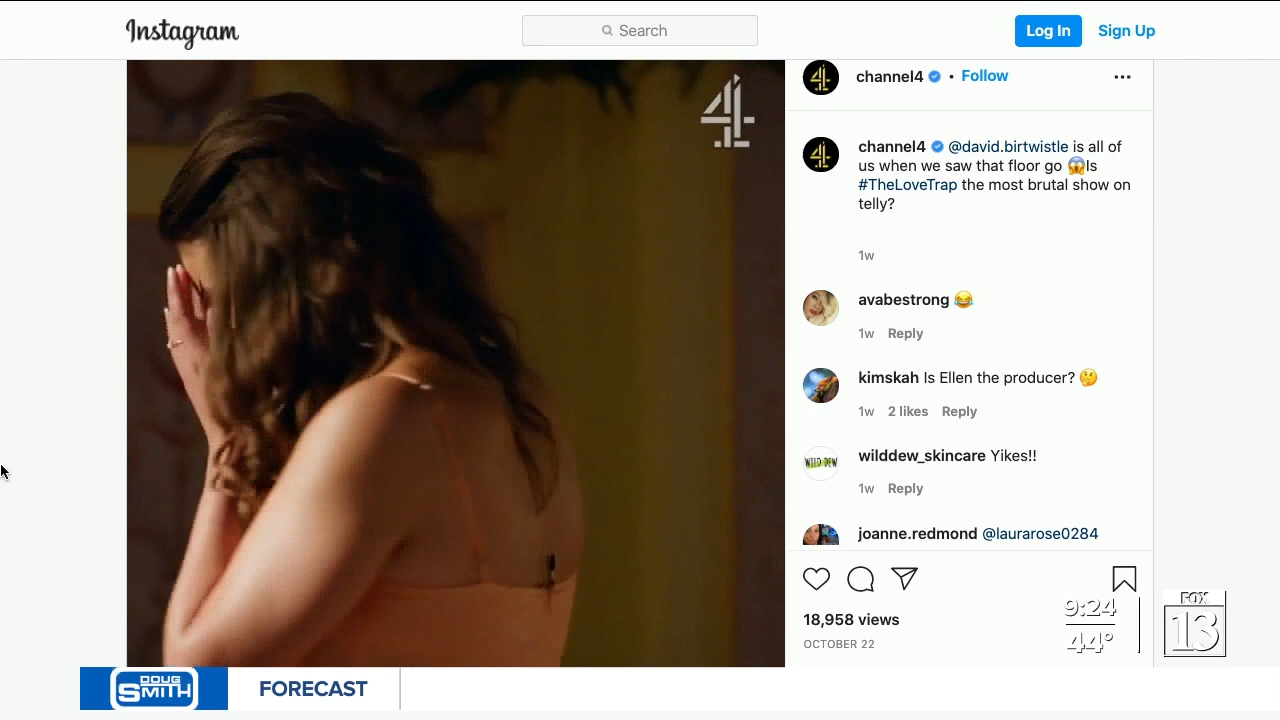 Instagram
Search
Log In
Sign Up
4
channel4 • Follow
channel4 @david.birtwistle is all of
us when we saw that floor go 😱Is
#TheLoveTrap the most brutal show on
telly?
1w
avabestrong 😂
1w Reply
kimskah Is Ellen the producer? 🤔
1w 2 likes Reply
WILD DEW
wilddew_skincare Yikes!!
1w Reply
joanne.redmond @laurarose0284
18,958 views
OCTOBER 22
9:24
44°
FOX
13
DOUG
SMITH
FORECAST